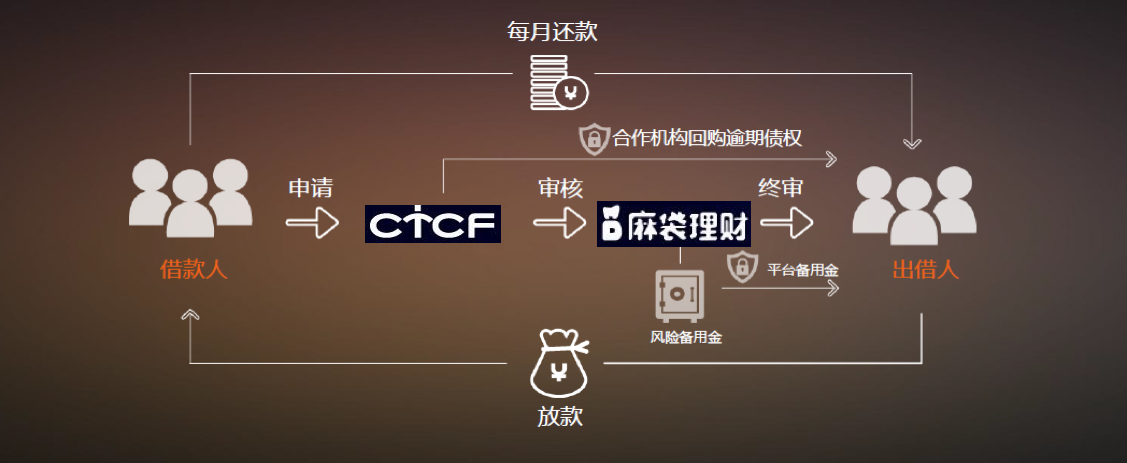 每月还款
合作机构回购逾期债权
申请
审核
终审
CTCF
麻袋理财
借款人
平台备用金
出借人
风险备用金
放款